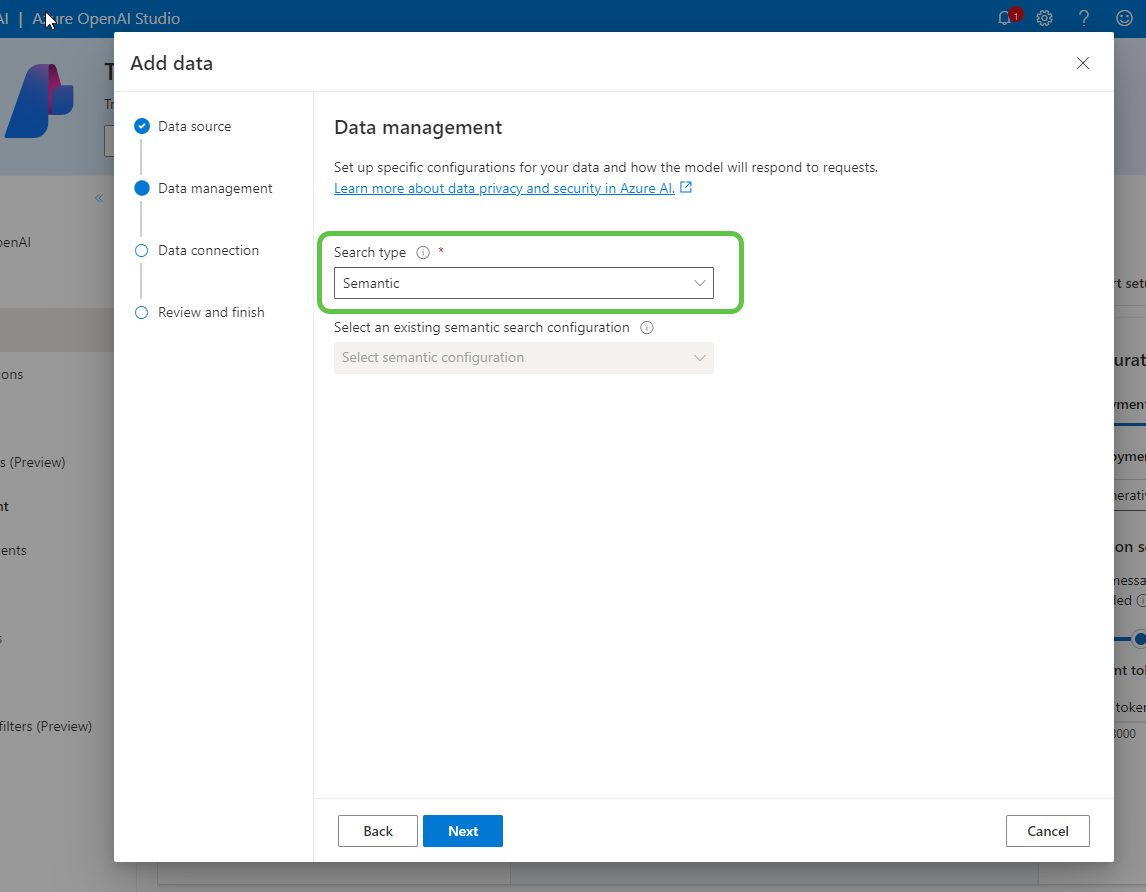 AI | Azure OpenAI Studio
1
Add data
Data source
Data management
Data connection
Review and finish
Data management
Set up specific configurations for your data and how the model will respond to requests.
Learn more about data privacy and security in Azure AI.
Search type *
Semantic
Select an existing semantic search configuration
Select semantic configuration
Back
Next
Cancel
T
Tr
«
penAI
ons
s (Preview)
nt
ents
s
filters (Preview)
rt setu
urat
yment
oyme
nerativ
on se
messa
ded
nt tok
token
8000